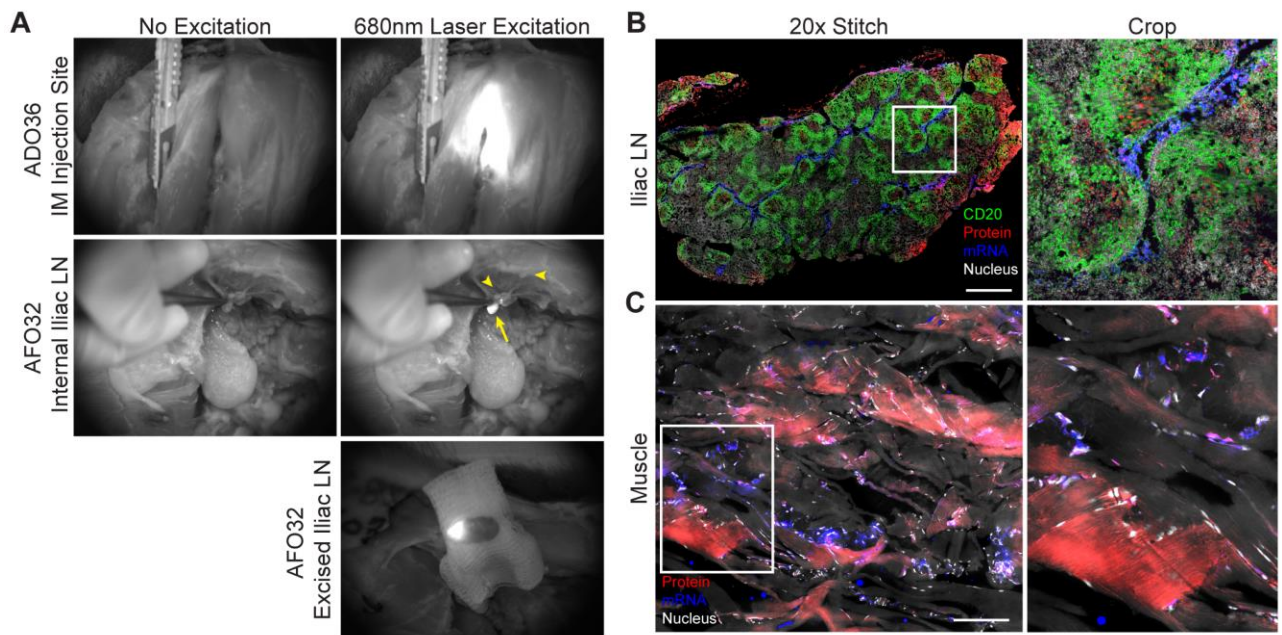 A
No Excitation
680nm Laser Excitation
ADO36
IM Injection Site
AFO32
Internal Iliac LN
AFO32
Excised Iliac LN
B
20x Stitch
Crop
Iliac LN
CD20
Protein
mRNA
Nucleus
C
Muscle
Protein
mRNA
Nucleus